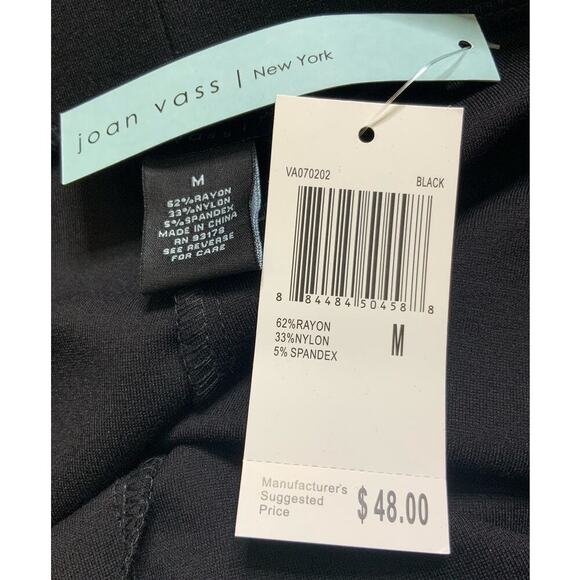 joan vass | New York
M
62%RAYON
33%NYLON
5%SPANDEX
MADE IN CHINA
RN 93178
SEE REVERSE
FOR CARE
VA070202 BLACK
8 84484 50458 8
62%RAYON
33%NYLON
5% SPANDEX
M
Manufacturer's
Suggested
Price
$48.00